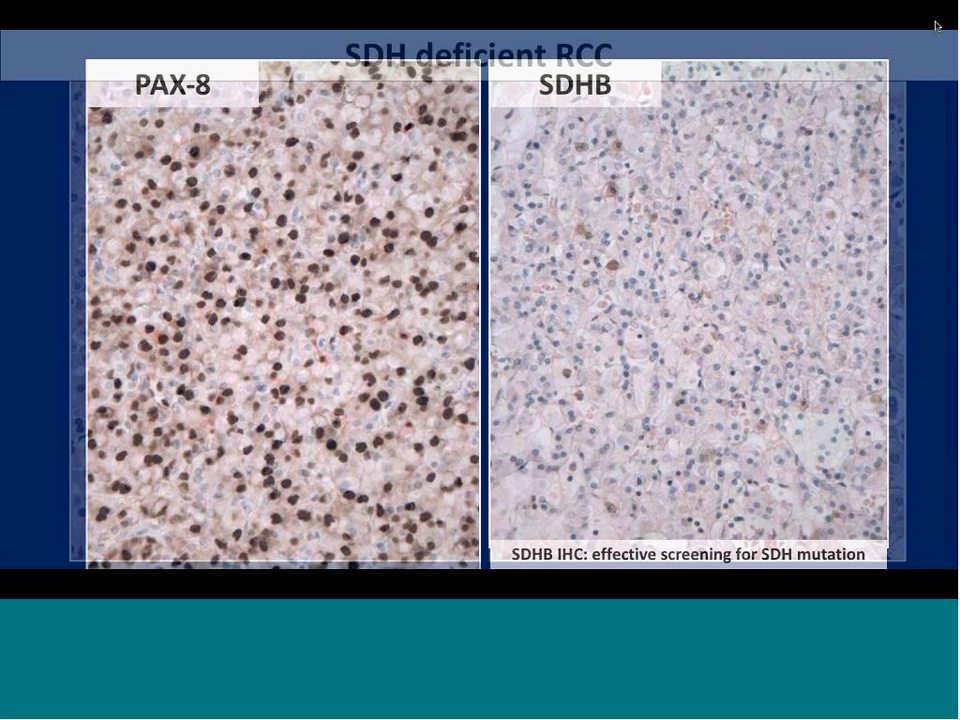 SDH deficient RCC
PAX-8
SDHB
SDHB IHC: effective screening for SDH mutation